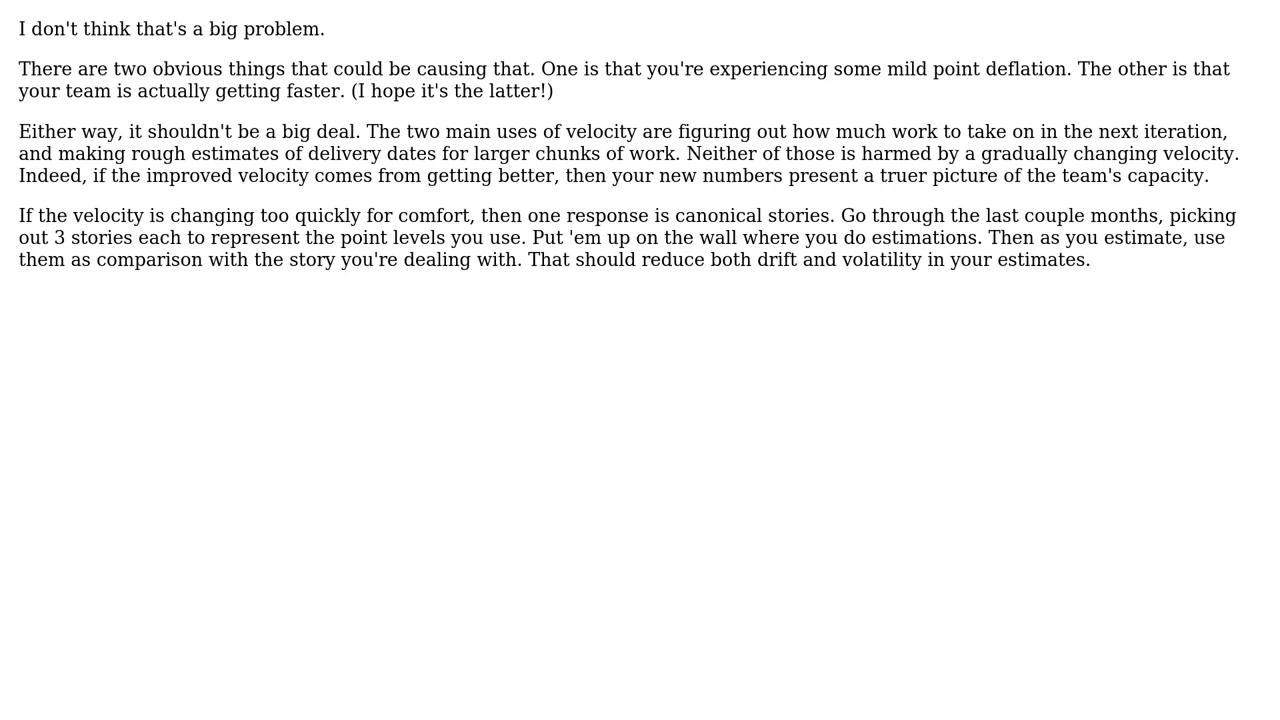 I don't think that's a big problem.
There are two obvious things that could be causing that. One is that you're experiencing some mild point deflation. The other is that
your team is actually getting faster. (I hope it's the latter!)
Either way, it shouldn't be a big deal. The two main uses of velocity are figuring out how much work to take on in the next iteration,
and making rough estimates of delivery dates for larger chunks of work. Neither of those is harmed by a gradually changing velocity.
Indeed, if the improved velocity comes from getting better, then your new numbers present a truer picture of the team's capacity.
If the velocity is changing too quickly for comfort, then one response is canonical stories. Go through the last couple months, picking
out 3 stories each to represent the point levels you use. Put 'em up on the wall where you do estimations. Then as you estimate, use
them as comparison with the story you're dealing with. That should reduce both drift and volatility in your estimates.